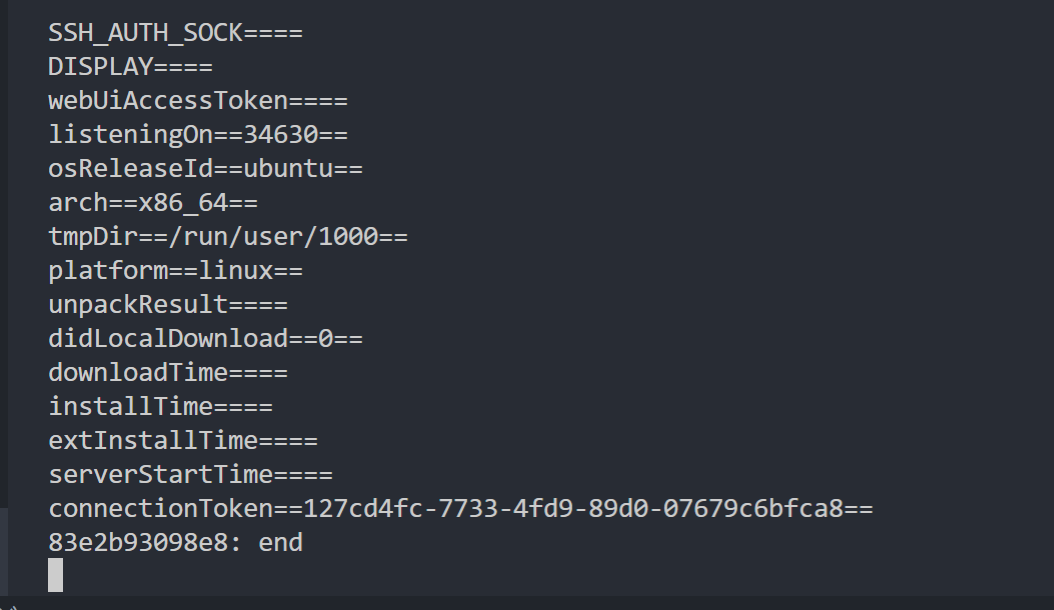 SSH_AUTH_SOCK====
DISPLAY====
webUiAccessToken====
listeningOn==34630==
osReleaseId==ubuntu==
arch==x86_64==
tmpDir==/run/user/1000==
platform==linux==
unpackResult====
didLocalDownload==0==
downloadTime====
installTime====
extInstallTime====
serverStartTime====
connectionToken==127cd4fc-7733-4fd9-89d0-07679c6bfca8==
83e2b93098e8: end